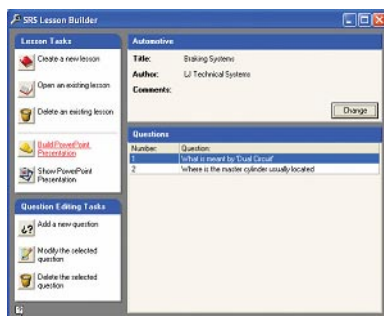 SRS Lesson Builder
Lesson Tasks
Create a new lesson
Open an existing lesson
Delete an existing lesson
Build PowerPoint
Presentation
Show PowerPoint
Presentation
Question Editing Tasks
Add a new question
Modify the selected
question
Delete the selected
question
Automotive
Title: Braking Systems
Author: LJ Technical Systems
Comments:
Change
Questions
Number: Question:
1 'What is meant by 'Dual Circuit'
2 Where is the master cylinder usually located